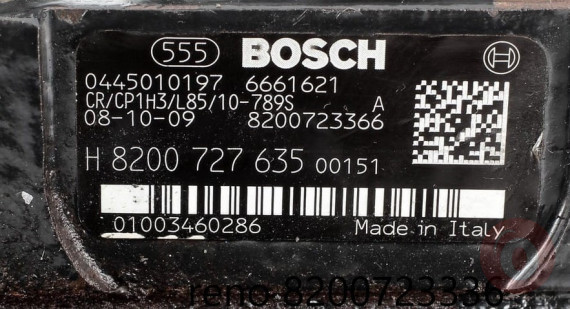 555 BOSCH H
0445010197 6661621
CR/CP1H3/L85/10-789S A
08-10-09 8200723366
H 8200 727 635 00151
01003460286 Made in Italy
reno 8200723336